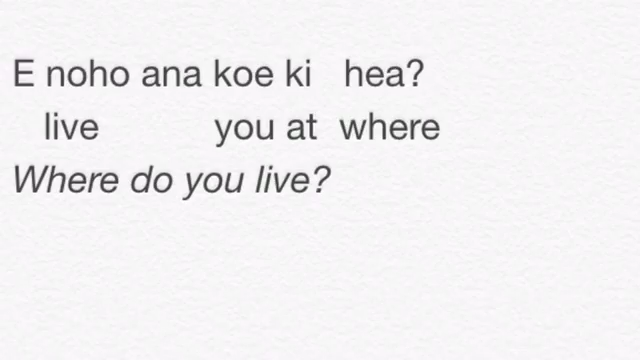 E noho ana koe ki hea?
live you at where
Where do you live?